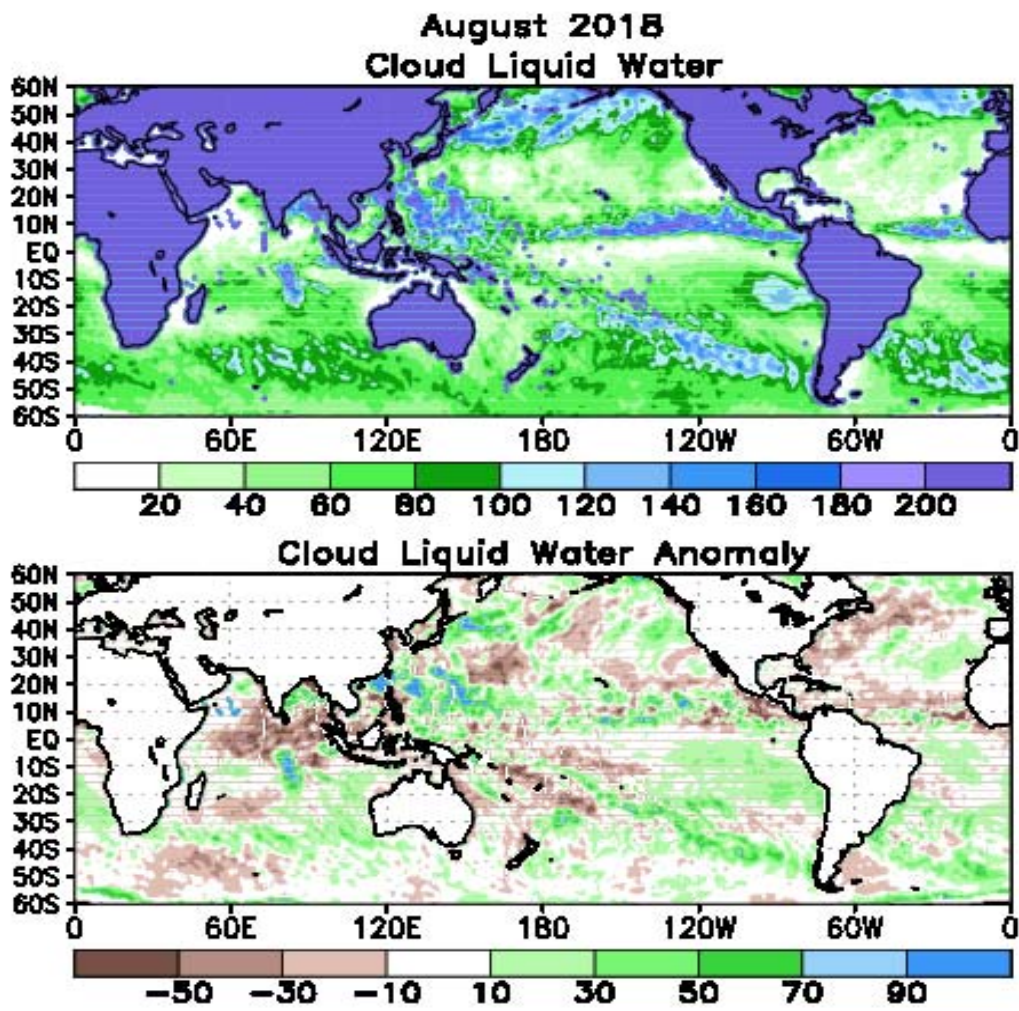 August 2018
Cloud Liquid Water
60N
50N
40N
30N
20N
10N
EQ
10S
20S
30S
40S
50S
60S
0 60E 120E 180 120W 60W 0
20 40 60 80 100 120 140 160 180 200
Cloud Liquid Water Anomaly
60N
50N
40N
30N
20N
10N
EQ
10S
20S
30S
40S
50S
60S
0 60E 120E 180 120W 60W 0
-50 -30 -10 10 30 50 70 90